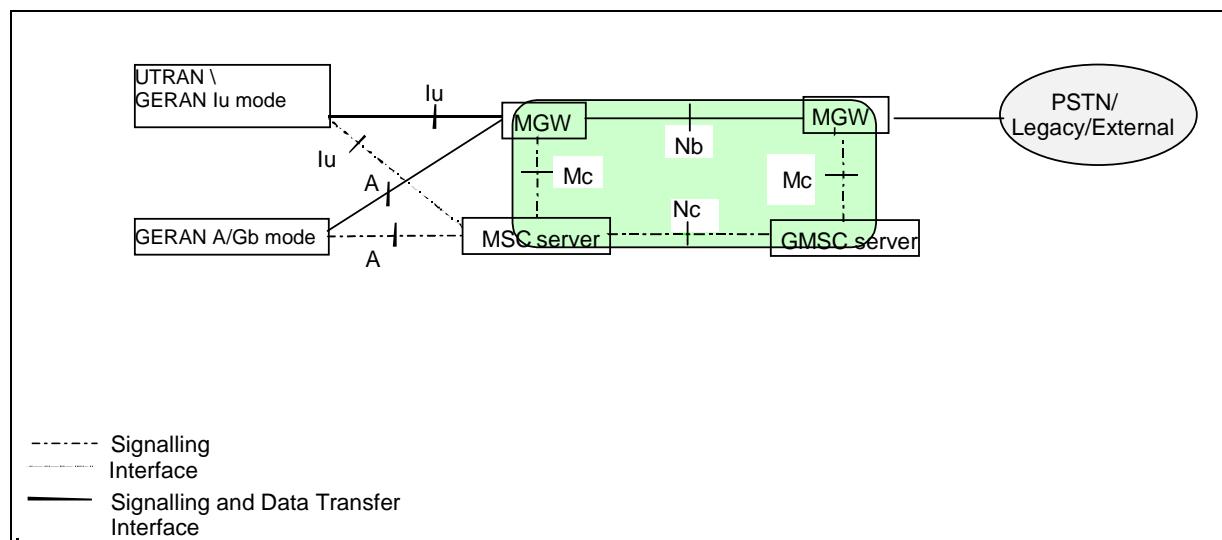 UTRAN \
GERAN Iu mode
Iu
MGW
MGW
PSTN/
Legacy/External
Iu
Nb
A
Mc
Mc
Nc
GERAN A/Gb mode
MSC server
GMSC server
A
Signalling
Interface
Signalling and Data Transfer
Interface